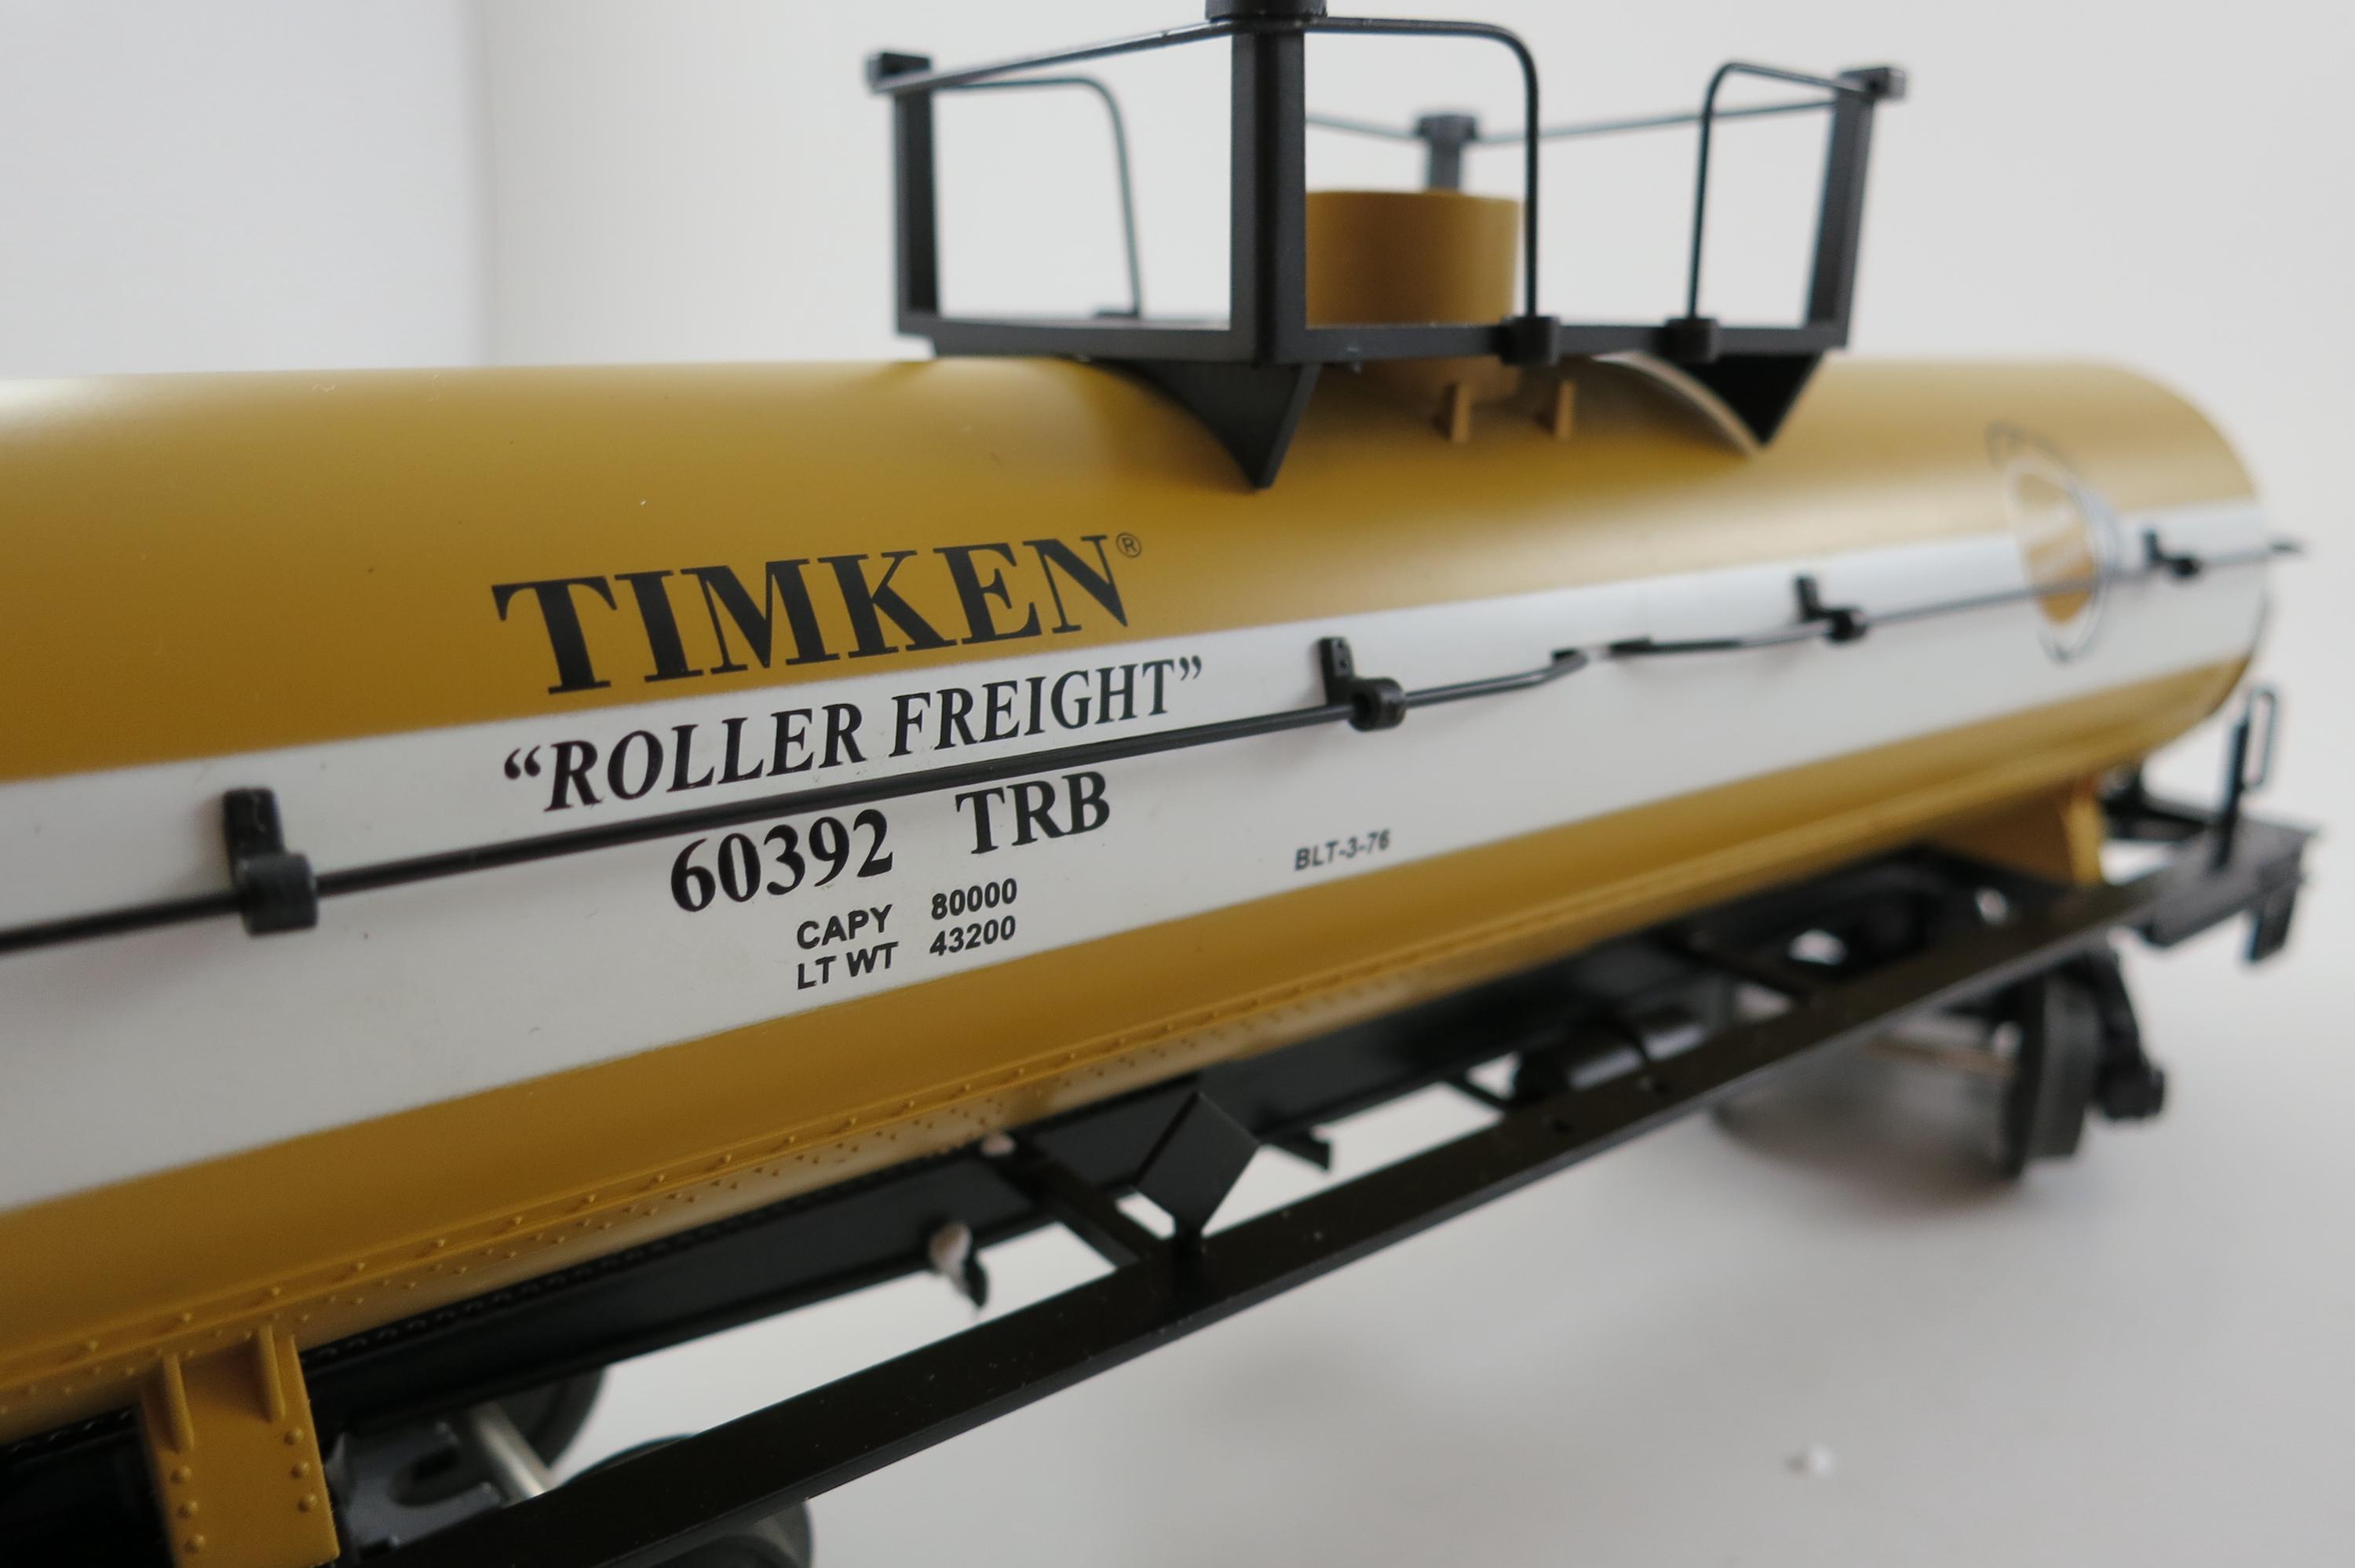 TIMKEN®
“ROLLER FREIGHT”
60392 TRB
CAPY 80000
LT WT 43200
BLT-3-76